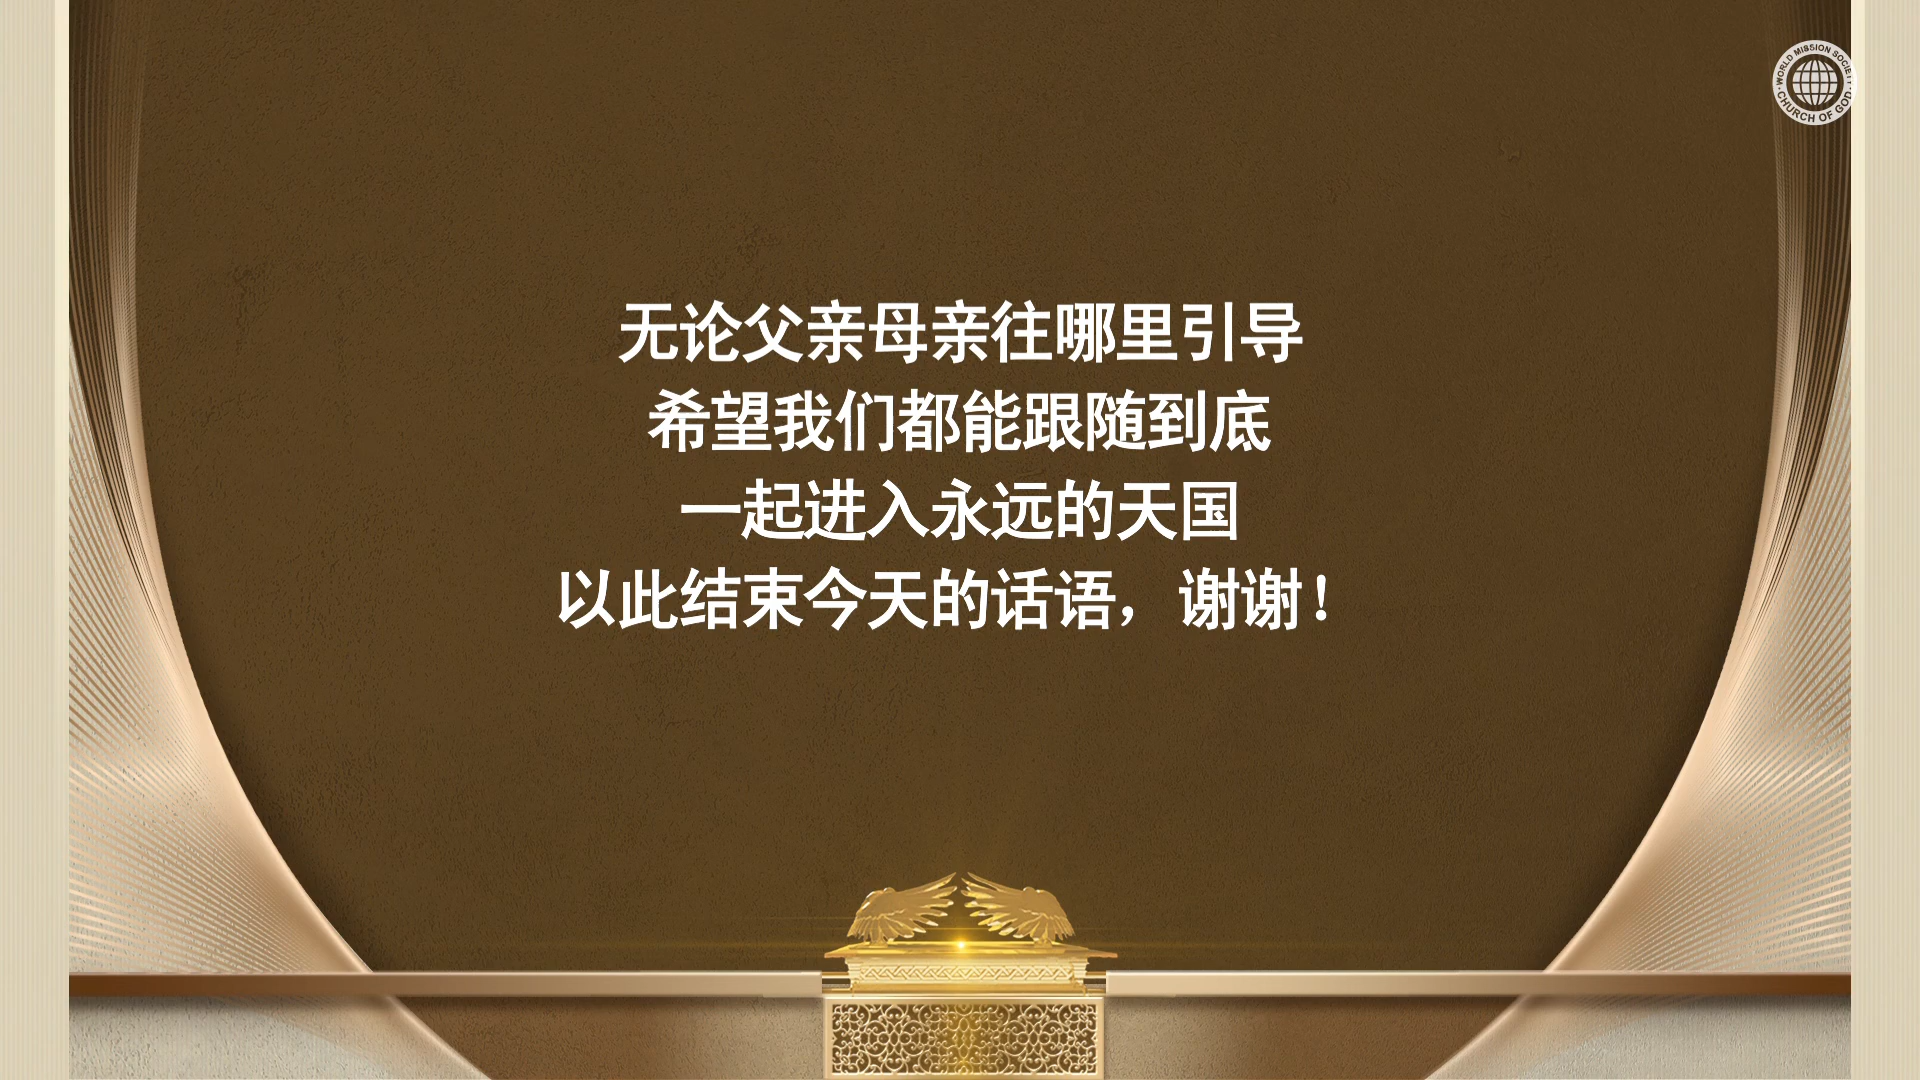 WORLD MISSION SOCIETY
CHURCH OF GOD
无论父亲母亲往哪里引导
希望我们都能跟随到底
一起进入永远的天国
以此结束今天的话语，谢谢！